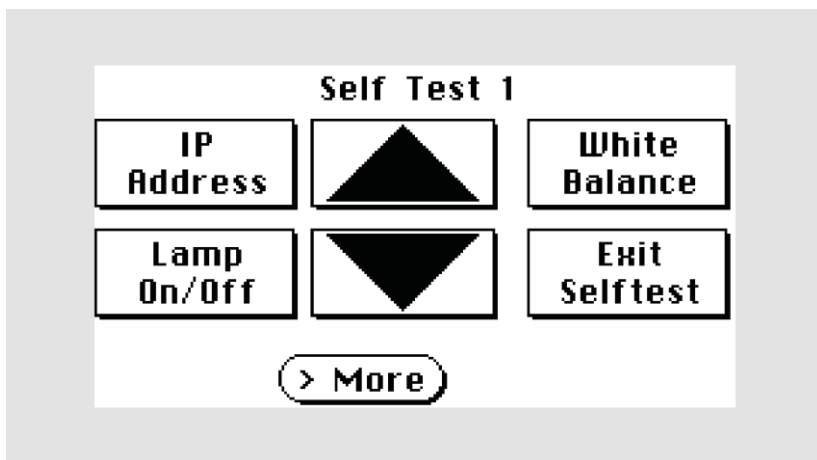 Self Test 1
IP
Address
White
Balance
Lamp
On/Off
Exit
Selftest
> More